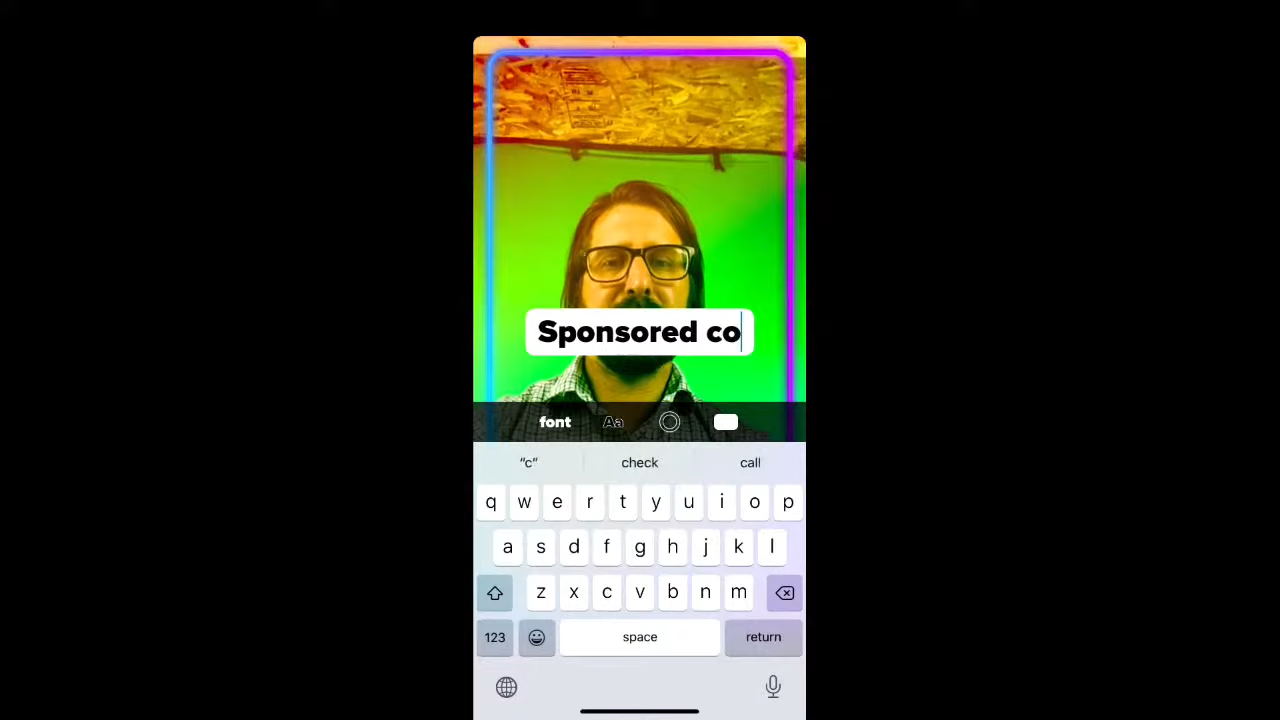 Sponsored co
font Aa
"c" check call
q w e r t y u i o p
a s d f g h j k l
z x c v b n m
123 space return